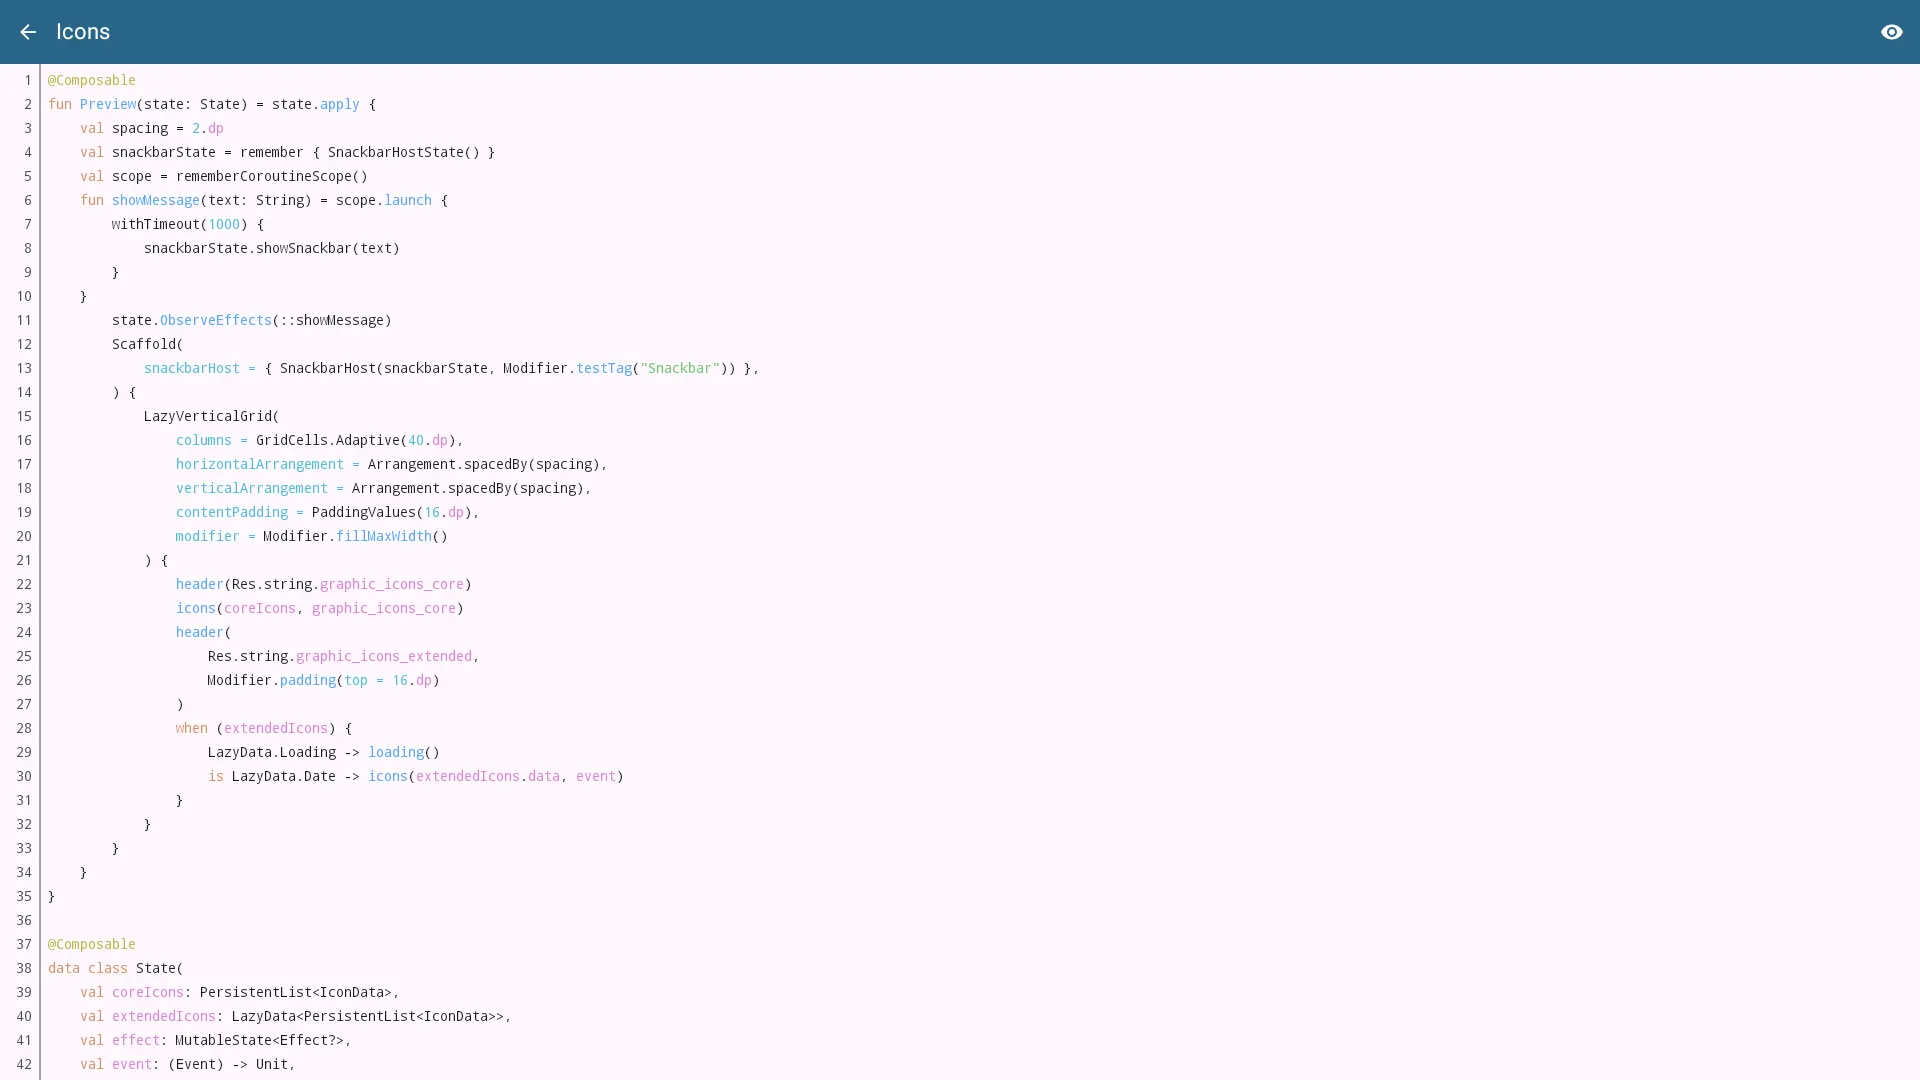 Icons
1 @Composable
2 fun Preview(state: State) = state.apply {
3     val spacing = 2.dp
4     val snackbarState = remember { SnackbarHostState() }
5     val scope = rememberCoroutineScope()
6     fun showMessage(text: String) = scope.launch {
7         withTimeout(1000) {
8             snackbarState.showSnackbar(text)
9         }
10     }
11         state.ObserveEffects(::showMessage)
12         Scaffold(
13             snackbarHost = { SnackbarHost(snackbarState, Modifier.testTag("Snackbar")) },
14         ) {
15             LazyVerticalGrid(
16                 columns = GridCells.Adaptive(40.dp),
17                 horizontalArrangement = Arrangement.spacedBy(spacing),
18                 verticalArrangement = Arrangement.spacedBy(spacing),
19                 contentPadding = PaddingValues(16.dp),
20                 modifier = Modifier.fillMaxWidth()
21             ) {
22                 header(Res.string.graphic_icons_core)
23                 icons(coreIcons, graphic_icons_core)
24                 header(
25                     Res.string.graphic_icons_extended,
26                     Modifier.padding(top = 16.dp)
27                 )
28                 when (extendedIcons) {
29                     LazyData.Loading -> loading()
30                     is LazyData.Date -> icons(extendedIcons.data, event)
31                 }
32             }
33         }
34     }
35 }
36
37 @Composable
38 data class State(
39     val coreIcons: PersistentList<IconData>,
40     val extendedIcons: LazyData<PersistentList<IconData>>,
41     val effect: MutableState<Effect?>,
42     val event: (Event) -> Unit,